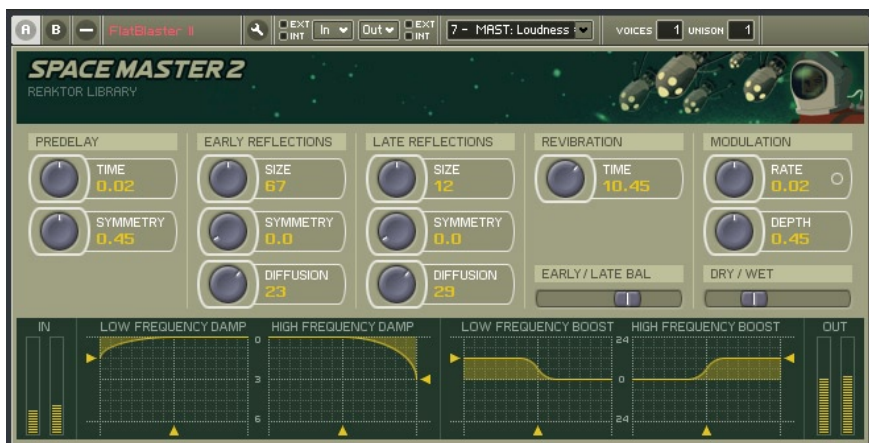 A B FlatBlaster II EXT INT In Out EXT INT 7 - MAST: Loudness VOICES 1 UNISON 1
SPACE MASTER 2
REAKTOR LIBRARY
PREDELAY EARLY REFLECTIONS LATE REFLECTIONS REVIBRATION MODULATION
TIME SIZE SIZE TIME RATE
0.02 67 12 10.45 0.02
SYMMETRY SYMMETRY SYMMETRY DEPTH
0.45 0.0 0.0 0.45
DIFFUSION DIFFUSION EARLY / LATE BAL DRY / WET
23 29
IN LOW FREQUENCY DAMP HIGH FREQUENCY DAMP LOW FREQUENCY BOOST HIGH FREQUENCY BOOST OUT
0 24
3 0
6 24